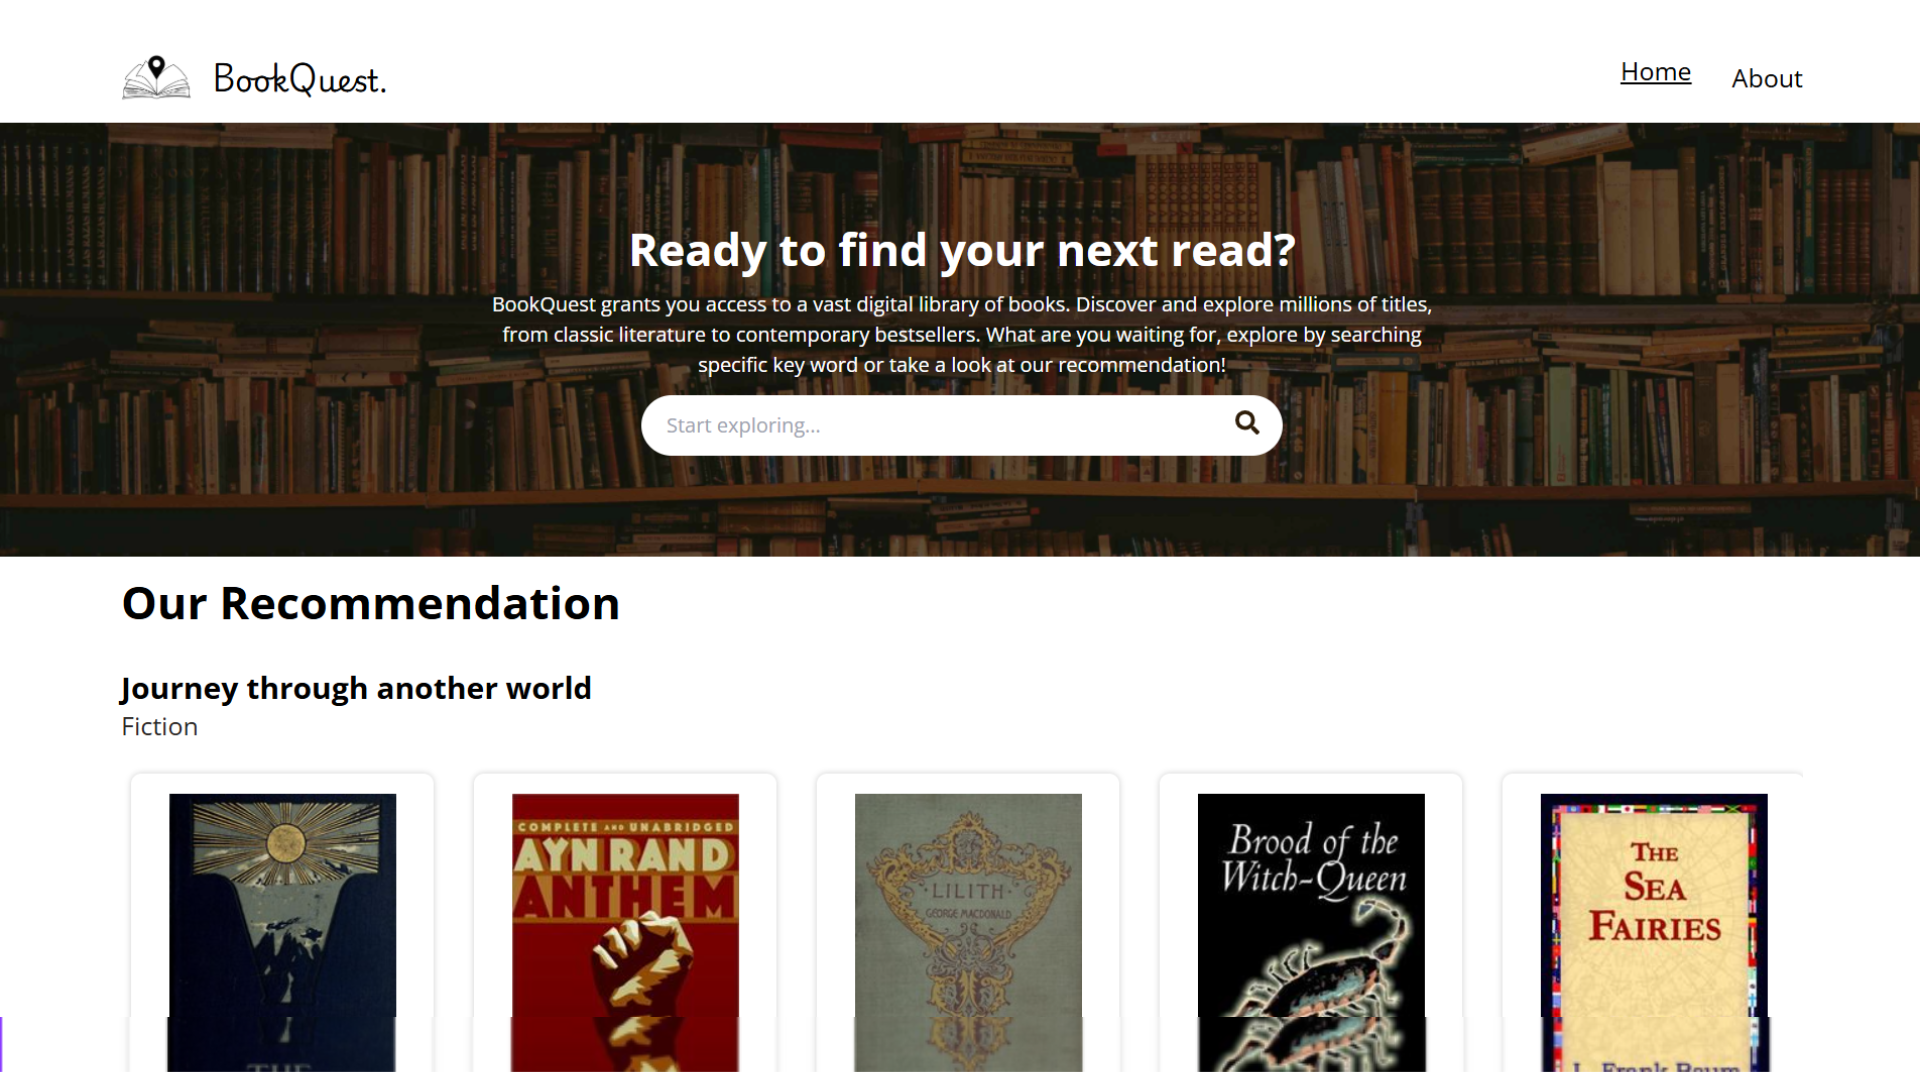 BookQuest.
Home
About
Ready to find your next read?
BookQuest grants you access to a vast digital library of books. Discover and explore millions of titles,
from classic literature to contemporary bestsellers. What are you waiting for, explore by searching
specific key word or take a look at our recommendation!
Start exploring...
Our Recommendation
Journey through another world
Fiction
THE
COMPLETE AND UNABRIDGED
AYN RAND
ANTHEM
LILITH
GEORGE MACDONALD
Brood of the
Witch-Queen
THE
SEA
FAIRIES
L. Frank Baum